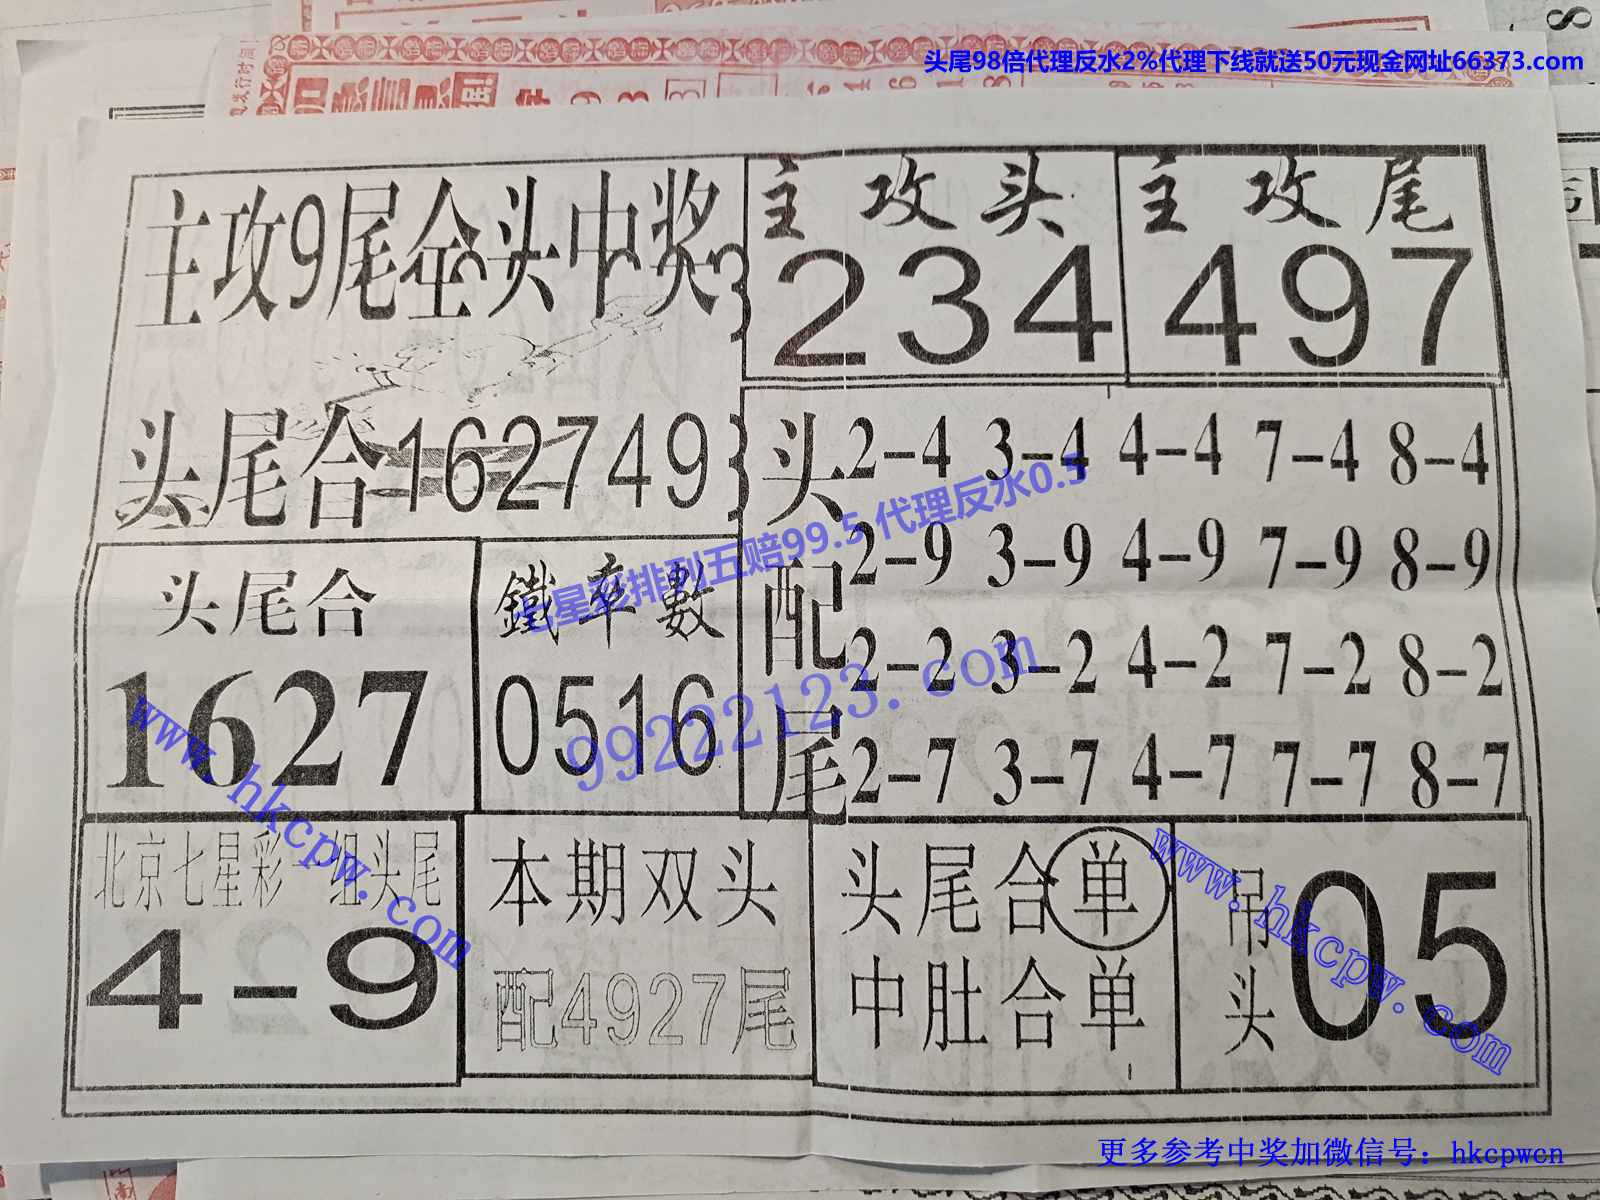 头尾98倍代理反水2%代理下线就送50元现金网址66373.com
主攻9尾全头中奖
主攻头
234
主攻尾
497
头尾合162749
头配尾
2-4 3-4 4-4 7-4 8-4
2-9 3-9 4-9 7-9 8-9
2-2 3-2 4-2 7-2 8-2
2-7 3-7 4-7 7-7 8-7
七星彩排列五赔99.5 代理反水0.5
99222123.com
头尾合
1627
鐵率數
0516
www.hkcpw.com
北京七星彩一组头尾
4-9
本期双头
配4927尾
头尾合单
中肚合单
吊头
05
www.hkcpw.com
更多参考中奖加微信号：hkcpwcn